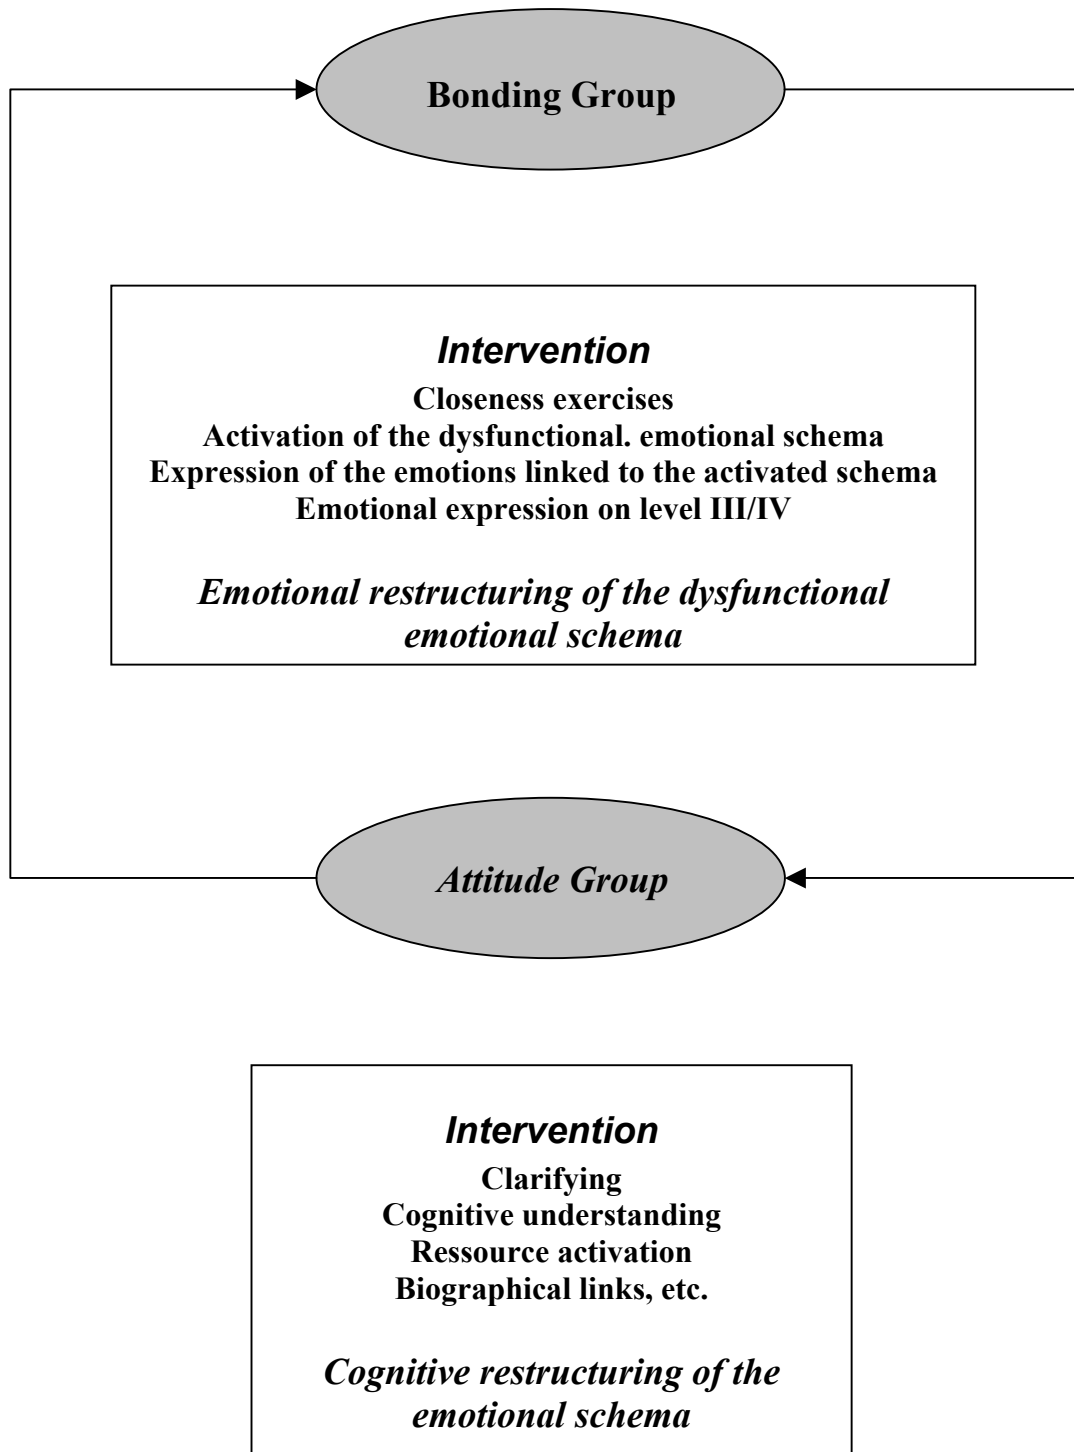 Bonding Group
Intervention
Closeness exercises
Activation of the dysfunctional. emotional schema
Expression of the emotions linked to the activated schema
Emotional expression on level III/IV
Emotional restructuring of the dysfunctional
emotional schema
Attitude Group
Intervention
Clarifying
Cognitive understanding
Ressource activation
Biographical links, etc.
Cognitive restructuring of the
emotional schema